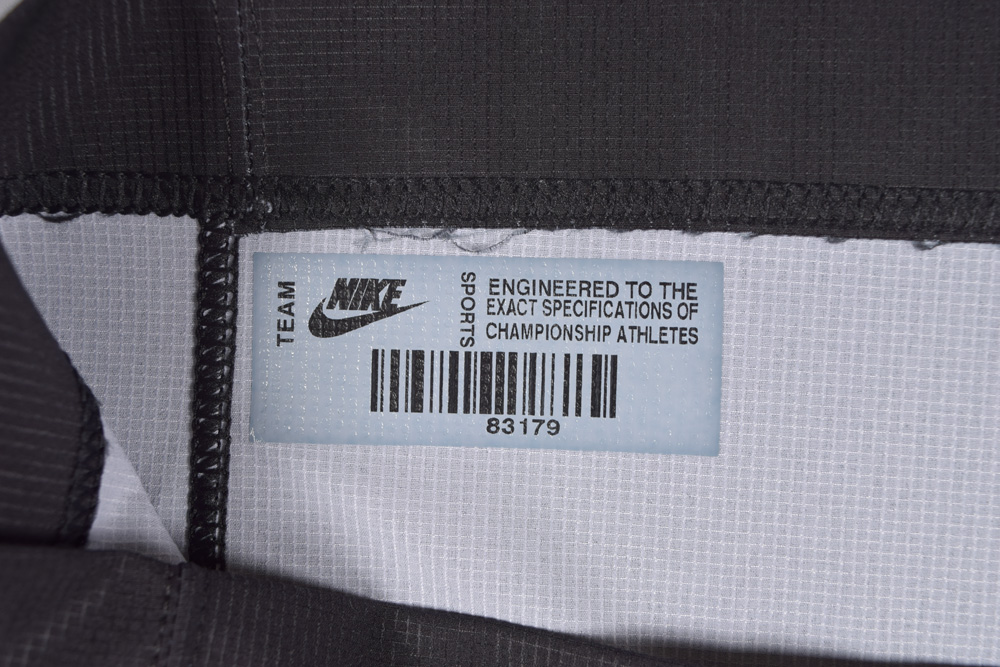 TEAM
NIKE
SPORTS
ENGINEERED TO THE
EXACT SPECIFICATIONS OF
CHAMPIONSHIP ATHLETES
83179